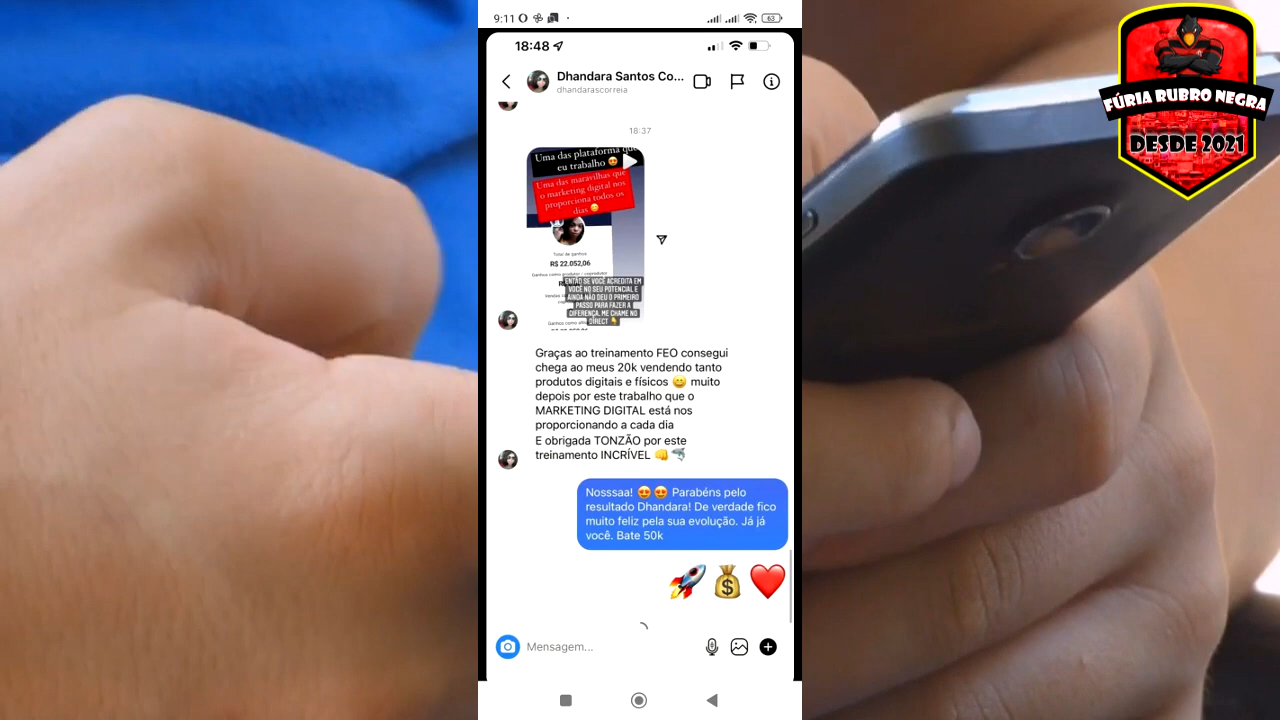 9:11
63
18:48
Dhandara Santos Co...
dhandarascorreia
18:37
Uma das plataforma que
eu trabalho 😍
Uma das maravilhas que
o marketing digital nos
proporciona todos os
dias 😊
Total de ganhos
R$ 22.052,06
Ganhos como produtor / coprodutor
ENTÃO SE VOCÊ ACREDITA EM
VOCÊ NO SEU POTENCIAL E
AINDA NÃO DEU O PRIMEIRO
PASSO PARA FAZER A
DIFERENÇA, ME CHAME NO
DIRECT 👇
Graças ao treinamento FEO consegui
chega ao meus 20k vendendo tanto
produtos digitais e físicos 😄 muito
depois por este trabalho que o
MARKETING DIGITAL está nos
proporcionando a cada dia
E obrigada TONZÃO por este
treinamento INCRÍVEL 👊 🦈
Nosssaa! 😍😍 Parabéns pelo
resultado Dhandara! De verdade fico
muito feliz pela sua evolução. Já já
você. Bate 50k
🚀 💰 ❤️
Mensagem...
FÚRIA RUBRO NEGRA
DESDE 2021